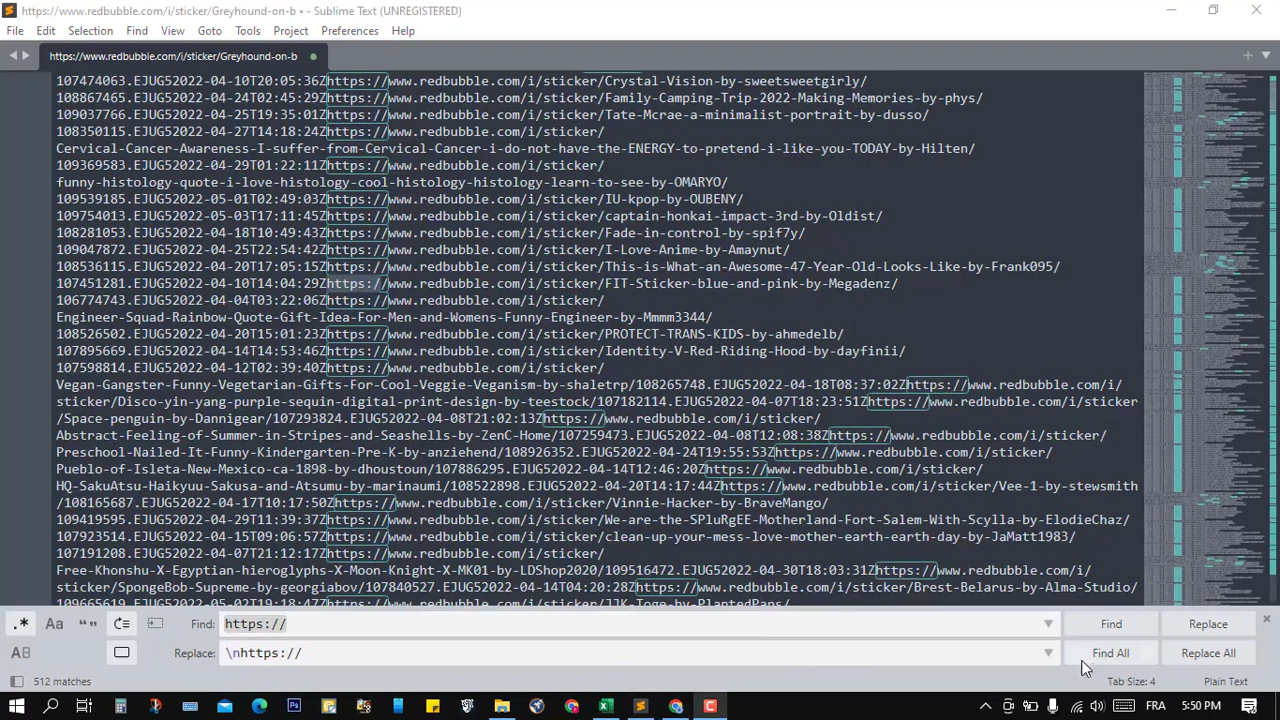 https://www.redbubble.com/i/sticker/Greyhound-on-b • - Sublime Text (UNREGISTERED)
File Edit Selection Find View Goto Tools Project Preferences Help
https://www.redbubble.com/i/sticker/Greyhound-on-b
107474063.EJUG52022-04-10T20:05:36Zhttps://www.redbubble.com/i/sticker/Crystal-Vision-by-sweetsweetgirly/
108867465.EJUG52022-04-24T02:45:29Zhttps://www.redbubble.com/i/sticker/Family-Camping-Trip-2022-Making-Memories-by-phys/
109037766.EJUG52022-04-25T19:35:01Zhttps://www.redbubble.com/i/sticker/Tate-Mcrae-a-minimalist-portrait-by-dusso/
108350115.EJUG52022-04-27T14:18:24Zhttps://www.redbubble.com/i/sticker/
Cervical-Cancer-Awareness-I-suffer-from-Cervical-Cancer-i-don-t-have-the-ENERGY-to-pretend-i-like-you-TODAY-by-Hilten/
109369583.EJUG52022-04-29T01:22:11Zhttps://www.redbubble.com/i/sticker/
funny-histology-quote-i-love-histology-cool-histology-histology-learn-to-see-by-OMARYO/
109539185.EJUG52022-05-01T02:49:03Zhttps://www.redbubble.com/i/sticker/IU-kpop-by-OUBENY/
109754013.EJUG52022-05-03T17:11:45Zhttps://www.redbubble.com/i/sticker/captain-honkai-impact-3rd-by-Oldist/
108281053.EJUG52022-04-18T10:49:43Zhttps://www.redbubble.com/i/sticker/Fade-in-control-by-spif7y/
109047872.EJUG52022-04-25T22:54:42Zhttps://www.redbubble.com/i/sticker/I-Love-Anime-by-Amaynut/
108536115.EJUG52022-04-20T17:05:15Zhttps://www.redbubble.com/i/sticker/This-is-What-an-Awesome-47-Year-Old-Looks-Like-by-Frank095/
107451281.EJUG52022-04-10T14:04:29Zhttps://www.redbubble.com/i/sticker/FIT-Sticker-blue-and-pink-by-Megadenz/
106774743.EJUG52022-04-04T03:22:06Zhttps://www.redbubble.com/i/sticker/
Engineer-Squad-Rainbow-Quote-Gift-Idea-For-Men-and-Womens-Funny-Engineer-by-Mmmm3344/
108526502.EJUG52022-04-20T15:01:23Zhttps://www.redbubble.com/i/sticker/PROTECT-TRANS-KIDS-by-ahmedelb/
107895669.EJUG52022-04-14T14:53:46Zhttps://www.redbubble.com/i/sticker/Identity-V-Red-Riding-Hood-by-dayfinii/
107598814.EJUG52022-04-12T02:39:40Zhttps://www.redbubble.com/i/sticker/
Vegan-Gangster-Funny-Vegetarian-Gifts-For-Cool-Veggie-Vegans-by-shaietrp/108265748.EJUG52022-04-18T08:37:02Zhttps://www.redbubble.com/i/
sticker/Disco-yin-yang-purple-sequin-digital-print-design-by-rbstock/107182114.EJUG52022-04-07T18:23:51Zhttps://www.redbubble.com/i/sticker
/Space-penguin-by-Dannigear/107293824.EJUG52022-04-08T21:09: https://www.redbubble.com/i/sticker/
Abstract-Feeling-of-Summer-in-Stripes-and-Seashells-by-ZenOcre/107259473.EJUG52022-04-08T12:08:33Zhttps://www.redbubble.com/i/sticker/
Preschool-Nailed-It-Funny-Kindergarten-Pre-K-by-Leziehend/ .EJUG52022-04-24T19:55:53Zhttps://www.redbubble.com/i/sticker/
Pueblo-of-Isleta-New-Mexico-ca-1898-by-dhoustoun/107886295.EJUG52022-04-14T12:46:20Zhttps://www.redbubble.com/i/sticker/
HQ-SakuAtsu-Haikyuu-Sakusa-and-Atsumu-by-marinaumi/108522898.EJUG52022-04-20T14:17:44Zhttps://www.redbubble.com/i/sticker/Vee-1-by-stewsmith
/108165687.EJUG52022-04-17T10:17:50Zhttps://www.redbubble.com/i/sticker/Vinnie-Hacker-by-BraveMan/
109419595.EJUG52022-04-29T11:39:37Zhttps://www.redbubble.com/i/sticker/We-are-the-SPluRgEE-Motherland-Fort-Salem-With-Scylla-by-ElodieChaz/
107923514.EJUG52022-04-15T09:06:57Zhttps://www.redbubble.com/i/sticker/clean-up-your-mess-love-mother-earth-earth-day-by-JaMatt1983/
107191208.EJUG52022-04-07T21:12:17Zhttps://www.redbubble.com/i/sticker/
Free-Khonshu-X-Egyptian-hieroglyphs-X-Moon-Knight-X-MK01-by-FunShop2020/109516472.EJUG52022-04-30T18:03:31Zhttps://www.redbubble.com/i/
sticker/spongeBob-Supreme-by-georgiabov/107840527.EJUG52022-04-14T04:20:28Zhttps://www.redbubble.com/i/sticker/Brest-Belarus-by-Alma-Studio/
109665619.EJUG52022-05-02T19:18:47Zhttps://www.redbubble.com/i/sticker/JJK-Toge-by-PlantedPans/
.* Aa “” Find: https:// Find Replace
AB Replace: \nhttps:// Find All Replace All
512 matches Tab Size: 4 Plain Text
FRA 5:50 PM